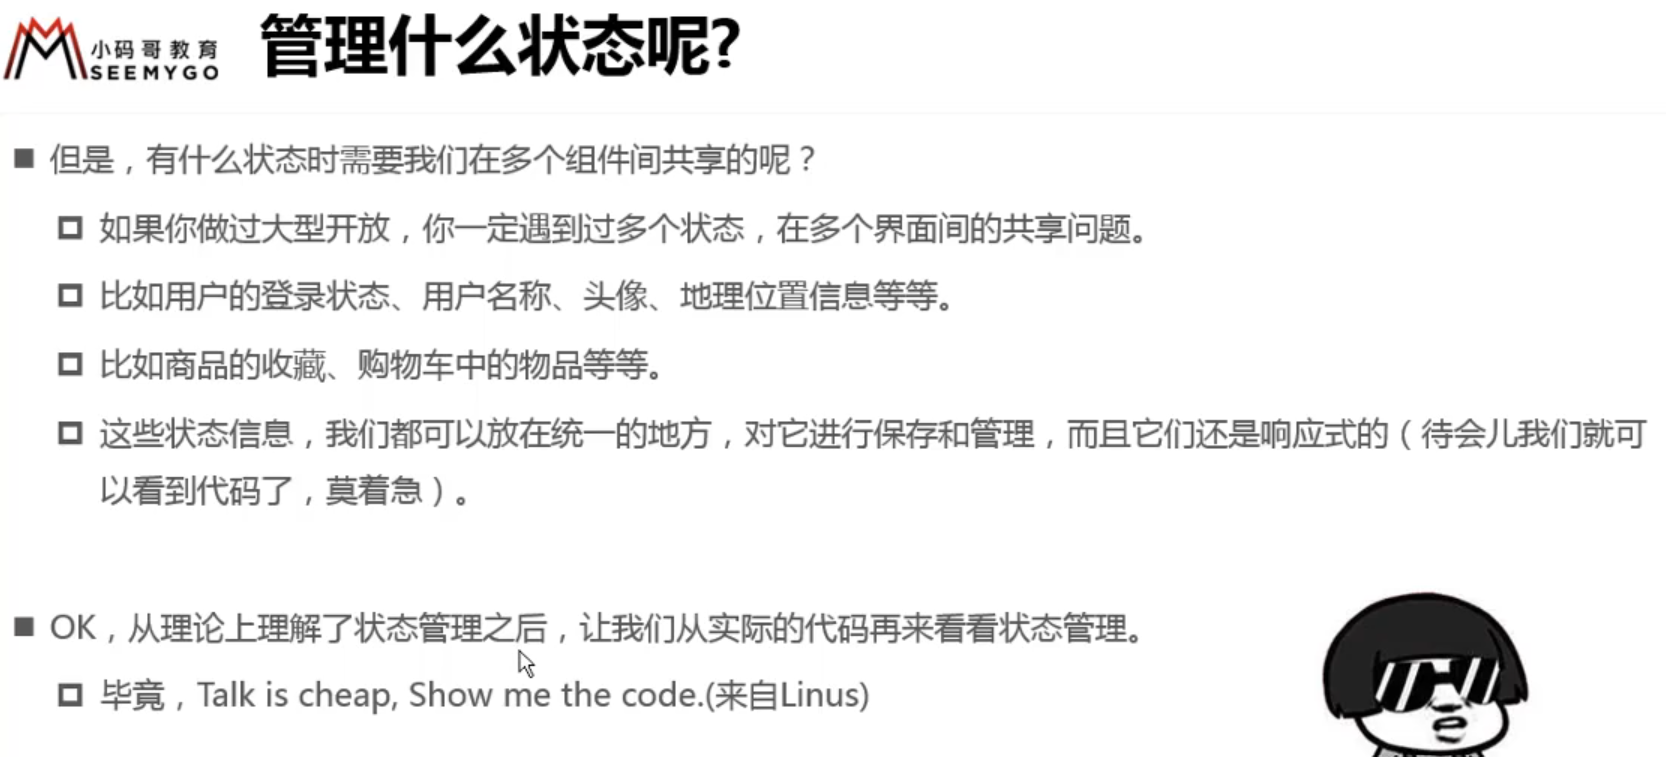 小码哥教育
SEEMYGO
管理什么状态呢?
但是，有什么状态时需要我们在多个组件间共享的呢？
如果你做过大型开放，你一定遇到过多个状态，在多个界面间的共享问题。
比如用户的登录状态、用户名称、头像、地理位置信息等等。
比如商品的收藏、购物车中的物品等等。
这些状态信息，我们都可以放在统一的地方，对它进行保存和管理，而且它们还是响应式的（待会儿我们就可
以看到代码了，莫着急）。
OK，从理论上理解了状态管理之后，让我们从实际的代码再来看看状态管理。
毕竟，Talk is cheap, Show me the code.(来自Linus)